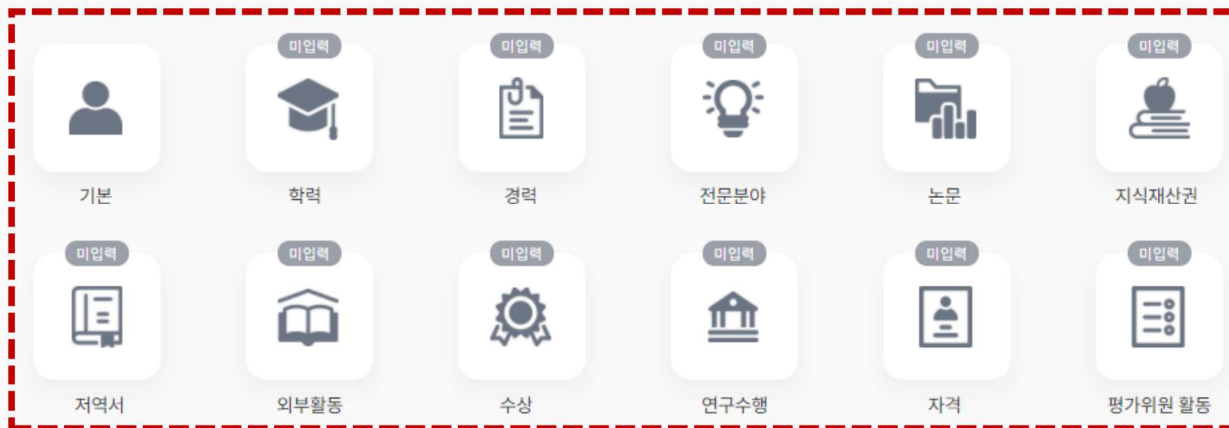 미입력 미입력 미입력 미입력 미입력
기본 학력 경력 전문분야 논문 지식재산권
미입력 미입력 미입력 미입력 미입력 미입력
저역서 외부활동 수상 연구수행 자격 평가위원 활동